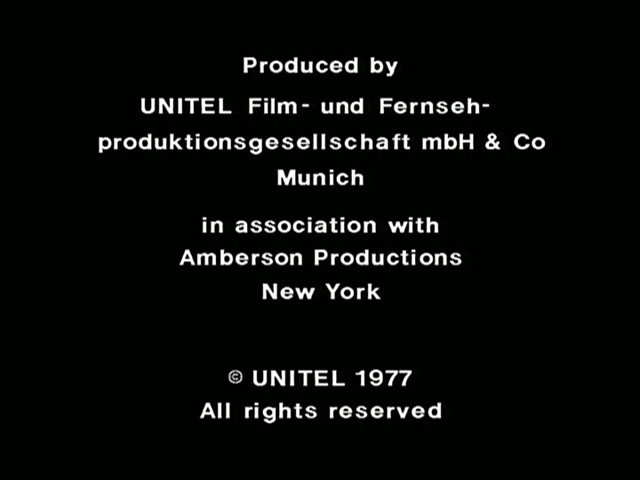 Produced by
UNITEL Film- und Fernseh-
produktionsgesellschaft mbH & Co
Munich
in association with
Amberson Productions
New York
© UNITEL 1977
All rights reserved